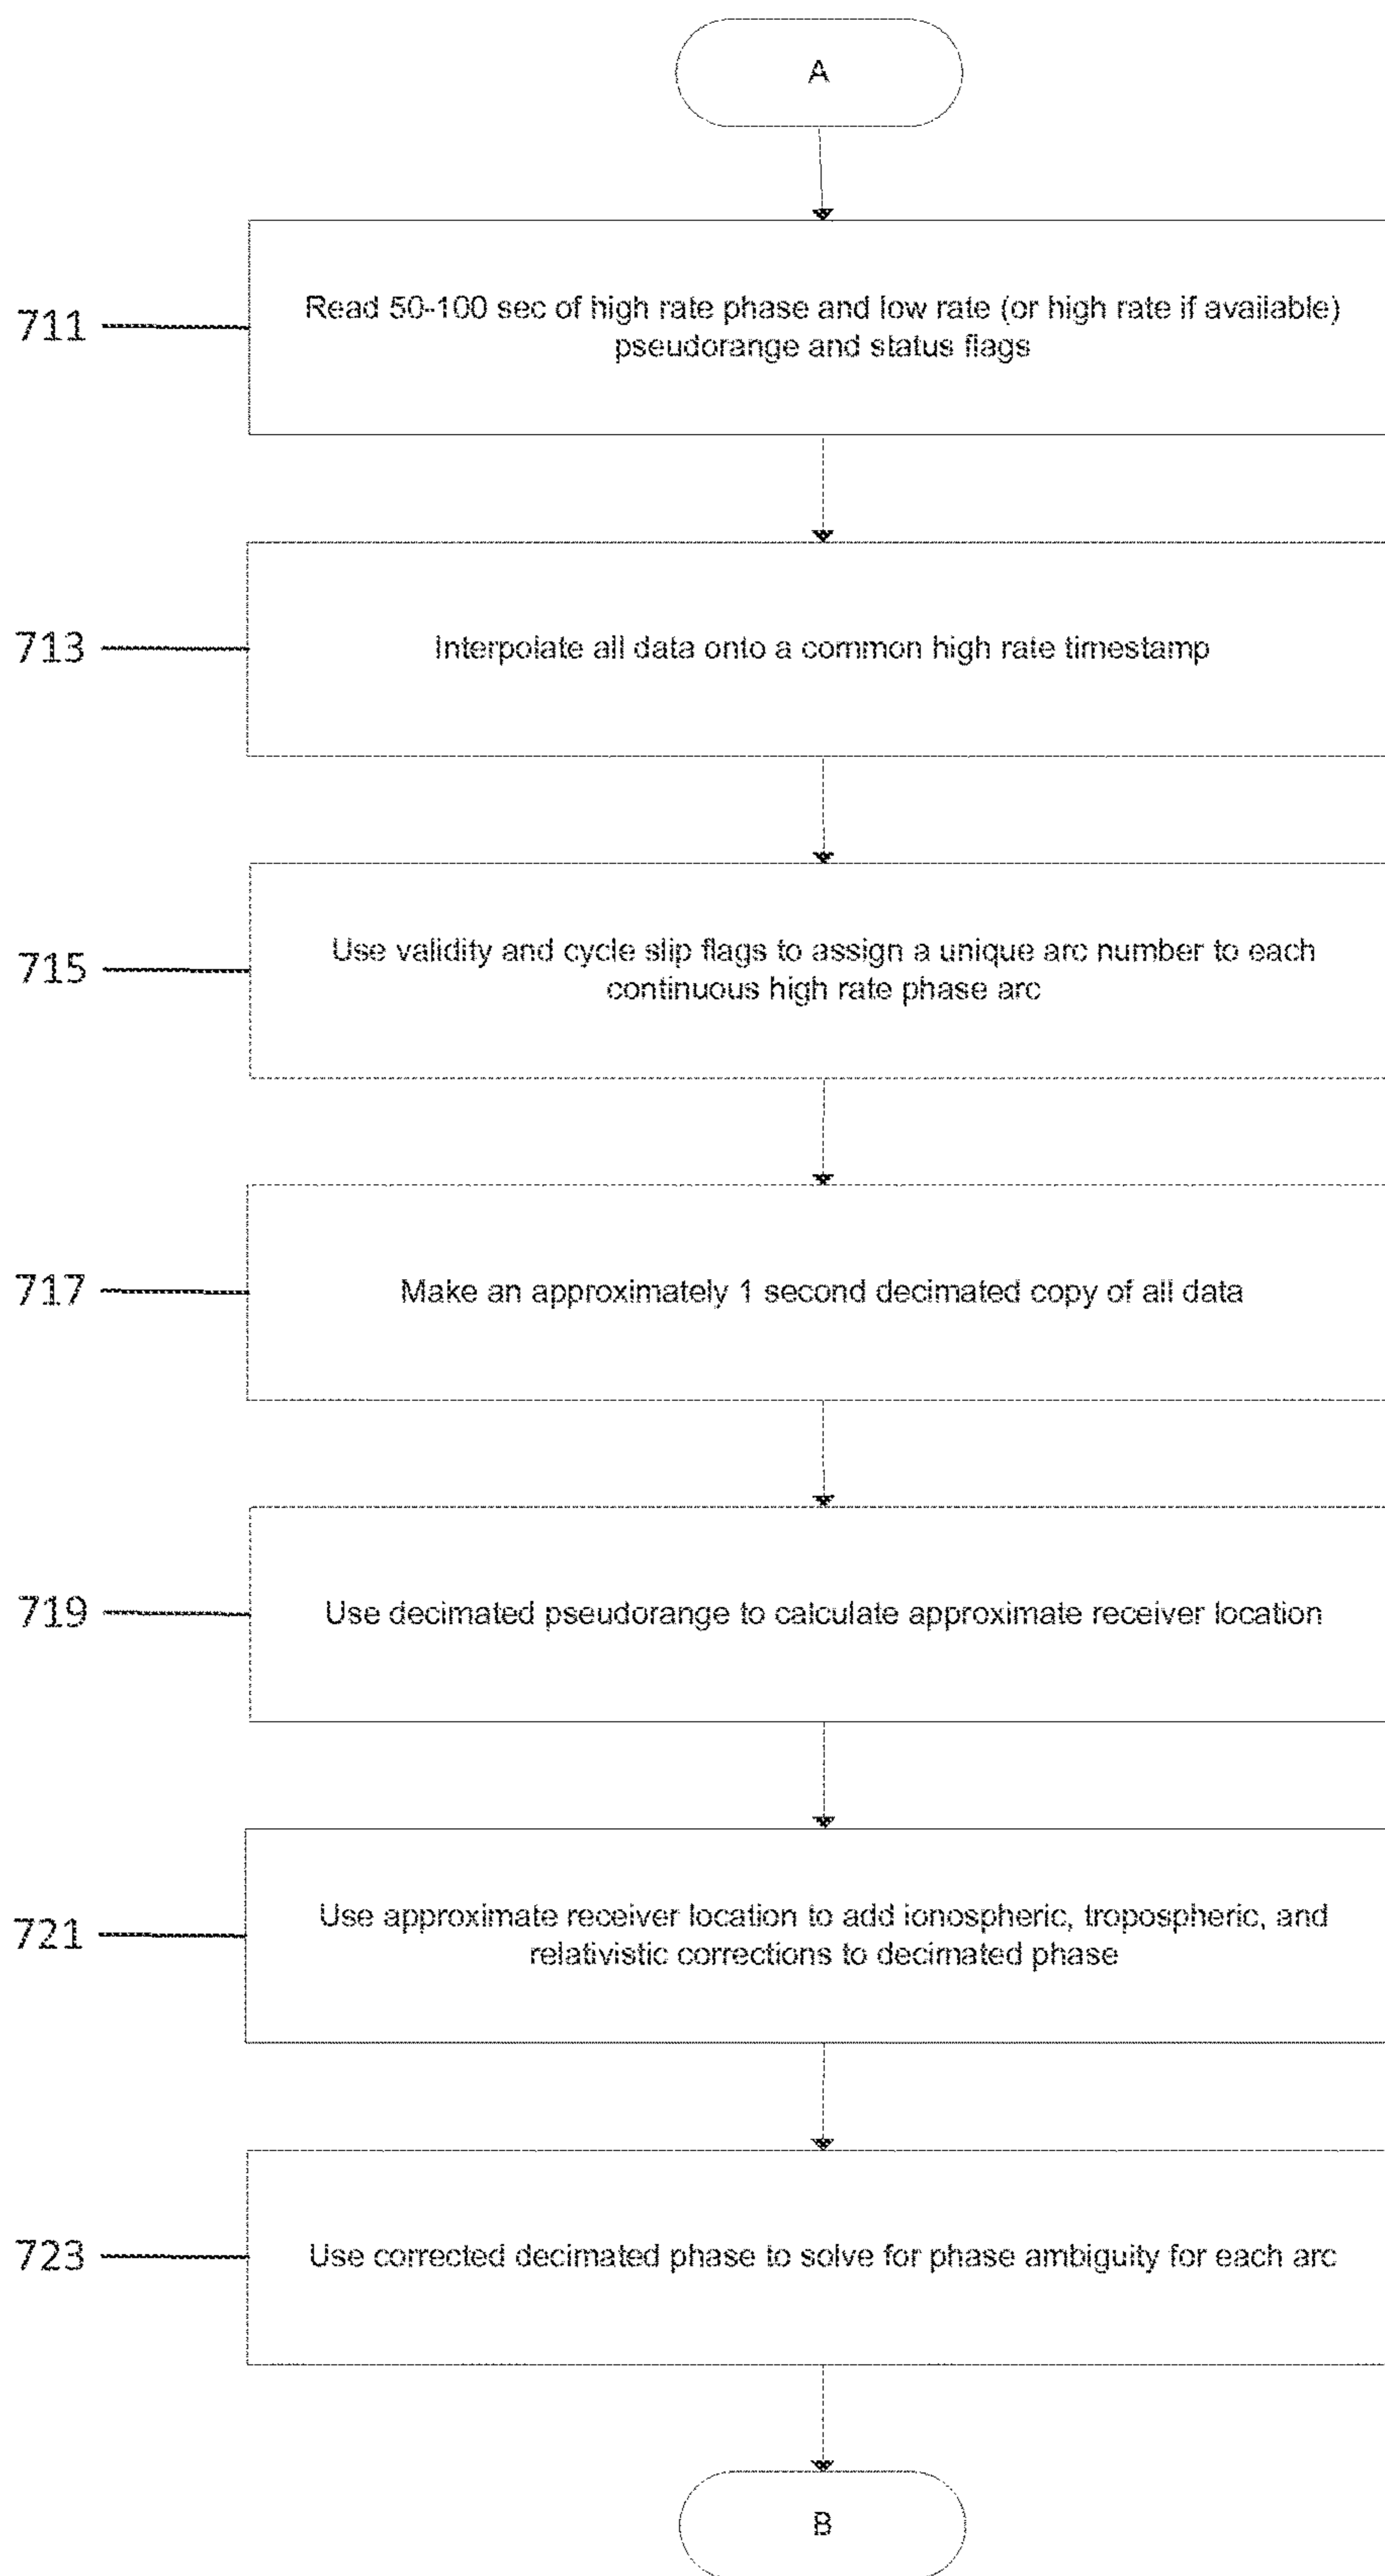 A
711
Read 50-100 sec of high rate phase and low rate (or high rate if available)
pseudorange and status flags
713
Interpolate all data onto a common high rate timestamp
715
Use validity and cycle slip flags to assign a unique arc number to each
continuous high rate phase arc
717
Make an approximately 1 second decimated copy of all data
719
Use decimated pseudorange to calculate approximate receiver location
721
Use approximate receiver location to add ionospheric, tropospheric, and
relativistic corrections to decimated phase
723
Use corrected decimated phase to solve for phase ambiguity for each arc
B